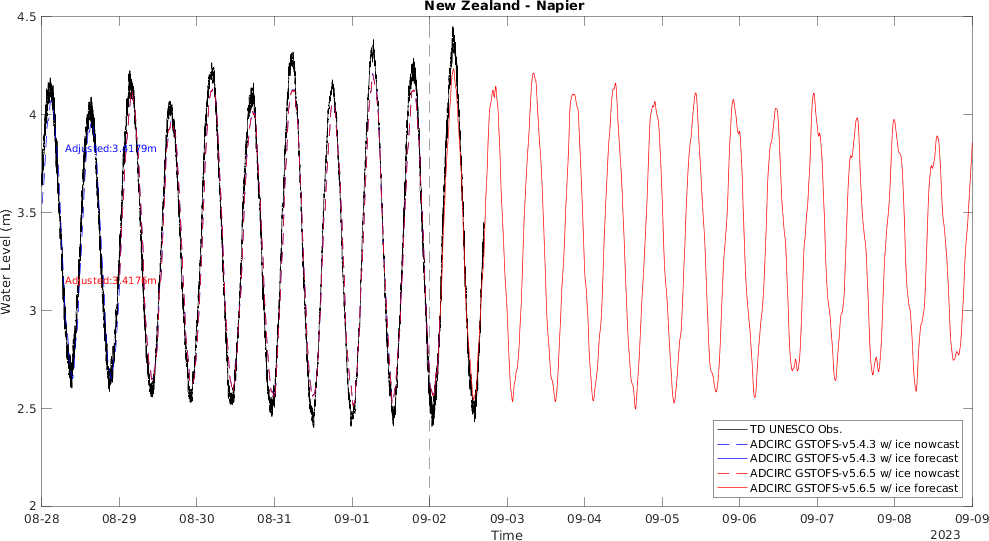 New Zealand - Napier
4.5
4
3.5
3
2.5
2
Water Level (m)
Adjusted:3.6179m
Adjusted:3.4176m
TD UNESCO Obs.
ADCIRC GSTOFS-v5.4.3 w/ ice nowcast
ADCIRC GSTOFS-v5.4.3 w/ ice forecast
ADCIRC GSTOFS-v5.6.5 w/ ice nowcast
ADCIRC GSTOFS-v5.6.5 w/ ice forecast
08-28 08-29 08-30 08-31 09-01 09-02 09-03 09-04 09-05 09-06 09-07 09-08 09-09
Time
2023